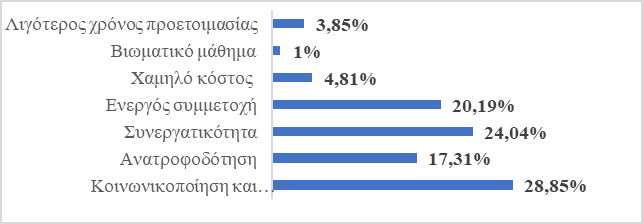 Λιγότερος χρόνος προετοιμασίας 3,85%
Βιωματικό μάθημα 1%
Χαμηλό κόστος 4,81%
Ενεργός συμμετοχή 20,19%
Συνεργατικότητα 24,04%
Ανατροφοδότηση 17,31%
Κοινωνικοποίηση και… 28,85%